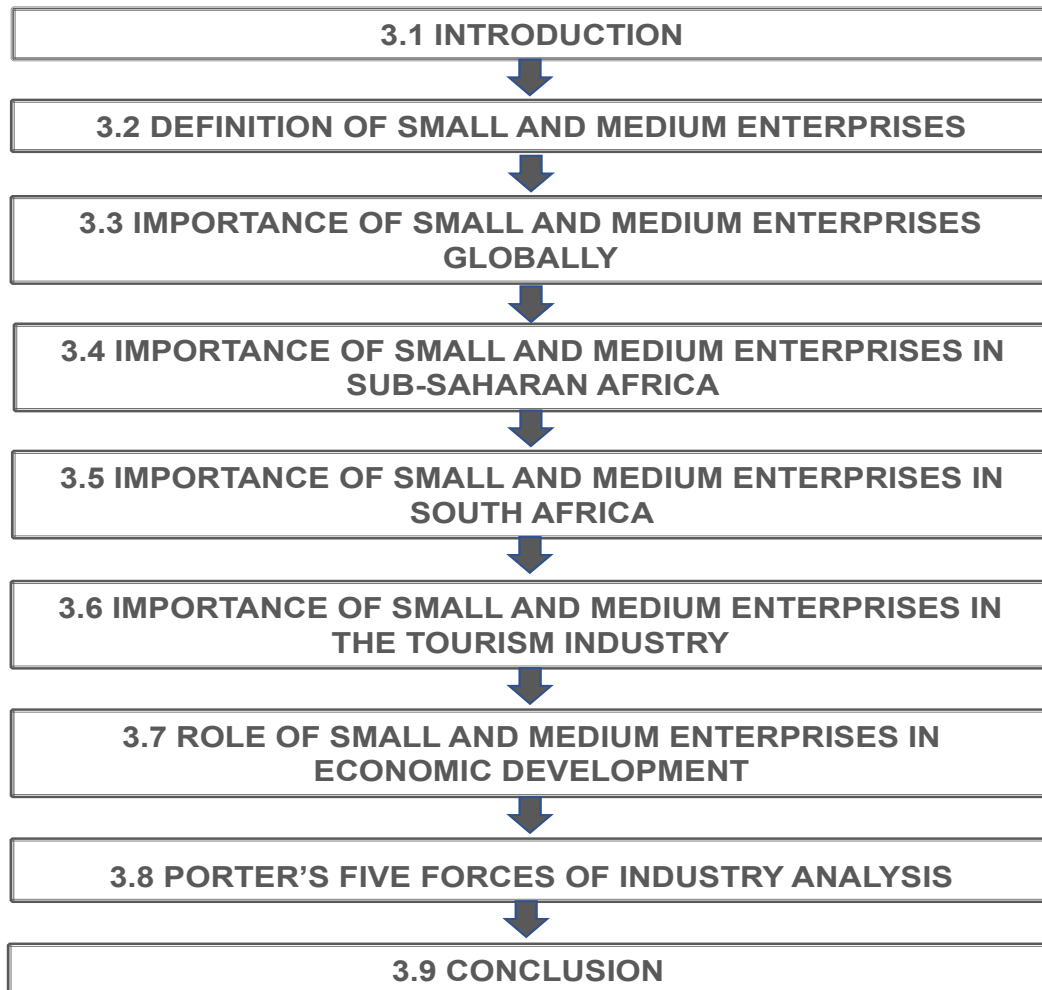 3.1 INTRODUCTION
3.2 DEFINITION OF SMALL AND MEDIUM ENTERPRISES
3.3 IMPORTANCE OF SMALL AND MEDIUM ENTERPRISES
GLOBALLY
3.4 IMPORTANCE OF SMALL AND MEDIUM ENTERPRISES IN
SUB-SAHARAN AFRICA
3.5 IMPORTANCE OF SMALL AND MEDIUM ENTERPRISES IN
SOUTH AFRICA
3.6 IMPORTANCE OF SMALL AND MEDIUM ENTERPRISES IN
THE TOURISM INDUSTRY
3.7 ROLE OF SMALL AND MEDIUM ENTERPRISES IN
ECONOMIC DEVELOPMENT
3.8 PORTER’S FIVE FORCES OF INDUSTRY ANALYSIS
3.9 CONCLUSION